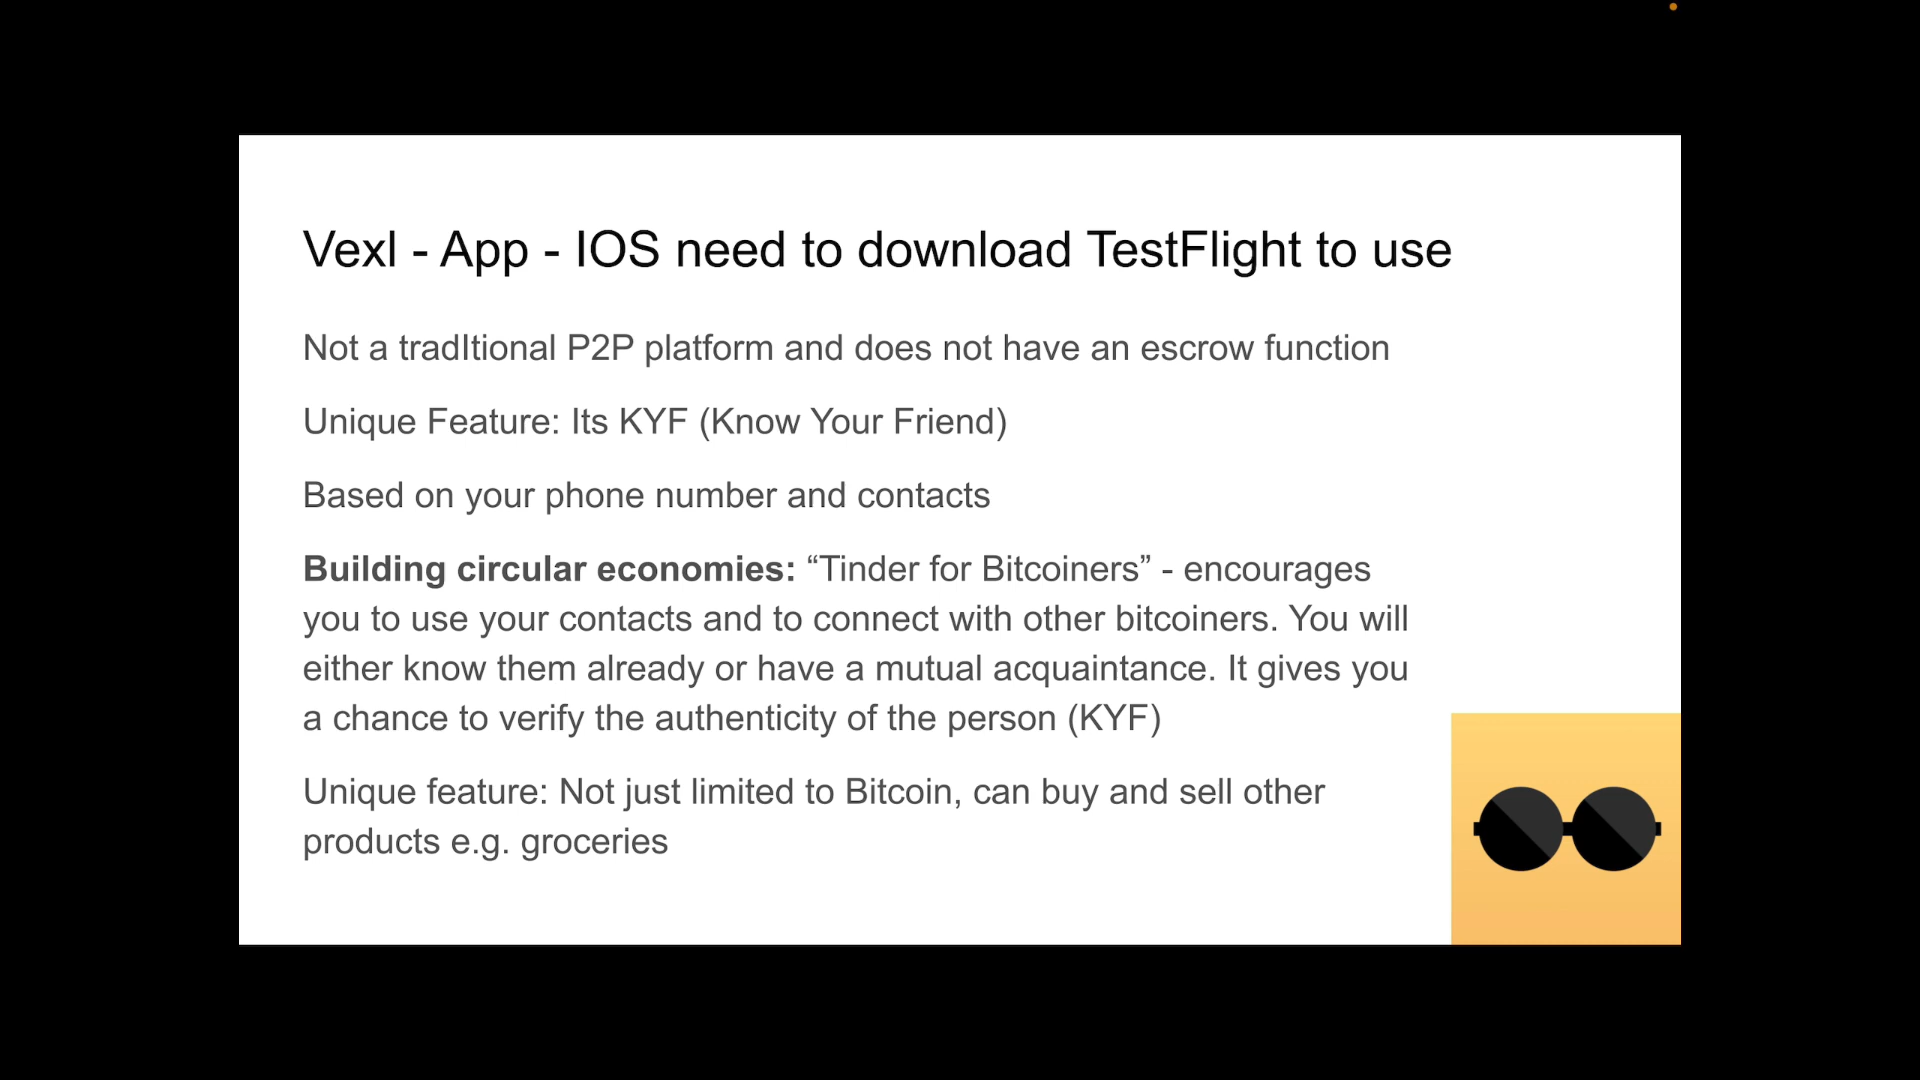 Vexl - App - IOS need to download TestFlight to use
Not a tradItional P2P platform and does not have an escrow function
Unique Feature: Its KYF (Know Your Friend)
Based on your phone number and contacts
Building circular economies: “Tinder for Bitcoiners” - encourages
you to use your contacts and to connect with other bitcoiners. You will
either know them already or have a mutual acquaintance. It gives you
a chance to verify the authenticity of the person (KYF)
Unique feature: Not just limited to Bitcoin, can buy and sell other
products e.g. groceries